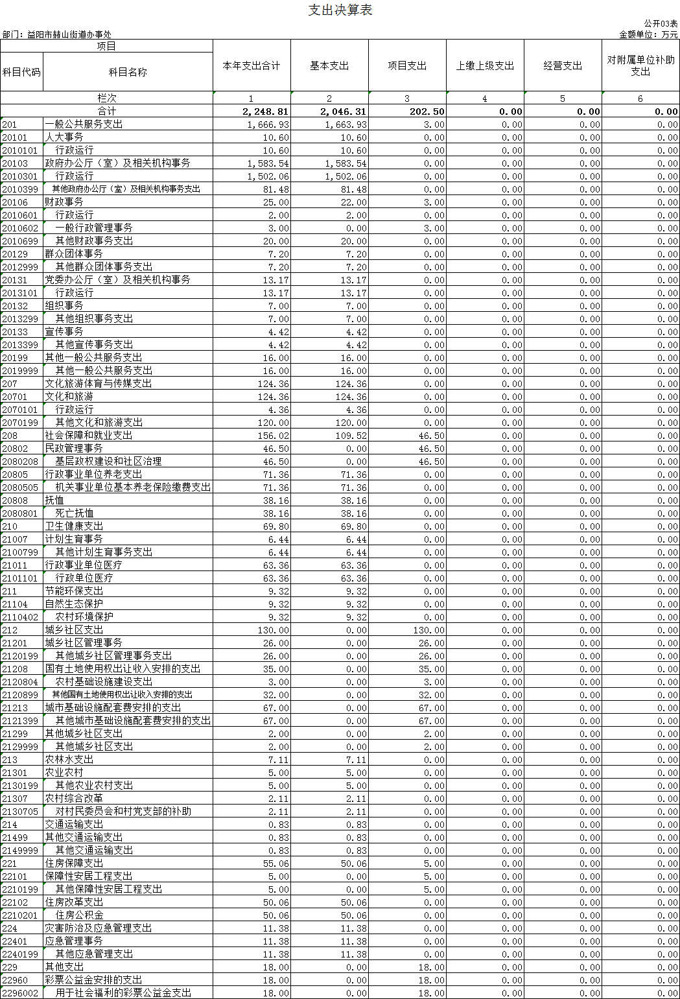 支出决算表
公开03表
部门：益阳市赫山街道办事处 金额单位：万元
项目 本年支出合计 基本支出 项目支出 上缴上级支出 经营支出 对附属单位补助支出
科目代码 科目名称
栏次 1 2 3 4 5 6
合计 2,248.81 2,046.31 202.50 0.00 0.00 0.00
201 一般公共服务支出 1,666.93 1,663.93 3.00 0.00 0.00 0.00
20101 人大事务 10.60 10.60 0.00 0.00 0.00 0.00
2010101 行政运行 10.60 10.60 0.00 0.00 0.00 0.00
20103 政府办公厅（室）及相关机构事务 1,583.54 1,583.54 0.00 0.00 0.00 0.00
2010301 行政运行 1,502.06 1,502.06 0.00 0.00 0.00 0.00
2010399 其他政府办公厅（室）及相关机构事务支出 81.48 81.48 0.00 0.00 0.00 0.00
20106 财政事务 25.00 22.00 3.00 0.00 0.00 0.00
2010601 行政运行 2.00 2.00 0.00 0.00 0.00 0.00
2010602 一般行政管理事务 3.00 0.00 3.00 0.00 0.00 0.00
2010699 其他财政事务支出 20.00 20.00 0.00 0.00 0.00 0.00
20129 群众团体事务 7.20 7.20 0.00 0.00 0.00 0.00
2012999 其他群众团体事务支出 7.20 7.20 0.00 0.00 0.00 0.00
20131 党委办公厅（室）及相关机构事务 13.17 13.17 0.00 0.00 0.00 0.00
2013101 行政运行 13.17 13.17 0.00 0.00 0.00 0.00
20132 组织事务 7.00 7.00 0.00 0.00 0.00 0.00
2013299 其他组织事务支出 7.00 7.00 0.00 0.00 0.00 0.00
20133 宣传事务 4.42 4.42 0.00 0.00 0.00 0.00
2013399 其他宣传事务支出 4.42 4.42 0.00 0.00 0.00 0.00
20199 其他一般公共服务支出 16.00 16.00 0.00 0.00 0.00 0.00
2019999 其他一般公共服务支出 16.00 16.00 0.00 0.00 0.00 0.00
207 文化旅游体育与传媒支出 124.36 124.36 0.00 0.00 0.00 0.00
20701 文化和旅游 124.36 124.36 0.00 0.00 0.00 0.00
2070101 行政运行 4.36 4.36 0.00 0.00 0.00 0.00
2070199 其他文化和旅游支出 120.00 120.00 0.00 0.00 0.00 0.00
208 社会保障和就业支出 156.02 109.52 46.50 0.00 0.00 0.00
20802 民政管理事务 46.50 0.00 46.50 0.00 0.00 0.00
2080208 基层政权建设和社区治理 46.50 0.00 46.50 0.00 0.00 0.00
20805 行政事业单位养老支出 71.36 71.36 0.00 0.00 0.00 0.00
2080505 机关事业单位基本养老保险缴费支出 71.36 71.36 0.00 0.00 0.00 0.00
20808 抚恤 38.16 38.16 0.00 0.00 0.00 0.00
2080801 死亡抚恤 38.16 38.16 0.00 0.00 0.00 0.00
210 卫生健康支出 69.80 69.80 0.00 0.00 0.00 0.00
21007 计划生育事务 6.44 6.44 0.00 0.00 0.00 0.00
2100799 其他计划生育事务支出 6.44 6.44 0.00 0.00 0.00 0.00
21011 行政事业单位医疗 63.36 63.36 0.00 0.00 0.00 0.00
2101101 行政单位医疗 63.36 63.36 0.00 0.00 0.00 0.00
211 节能环保支出 9.32 9.32 0.00 0.00 0.00 0.00
21104 自然生态保护 9.32 9.32 0.00 0.00 0.00 0.00
2110402 农村环境保护 9.32 9.32 0.00 0.00 0.00 0.00
212 城乡社区支出 130.00 0.00 130.00 0.00 0.00 0.00
21201 城乡社区管理事务 26.00 0.00 26.00 0.00 0.00 0.00
2120199 其他城乡社区管理事务支出 26.00 0.00 26.00 0.00 0.00 0.00
21208 国有土地使用权出让收入安排的支出 35.00 0.00 35.00 0.00 0.00 0.00
2120804 农村基础设施建设支出 3.00 0.00 3.00 0.00 0.00 0.00
2120899 其他国有土地使用权出让收入安排的支出 32.00 0.00 32.00 0.00 0.00 0.00
21213 城市基础设施配套费安排的支出 67.00 0.00 67.00 0.00 0.00 0.00
2121399 其他城市基础设施配套费安排的支出 67.00 0.00 67.00 0.00 0.00 0.00
21299 其他城乡社区支出 2.00 0.00 2.00 0.00 0.00 0.00
2129999 其他城乡社区支出 2.00 0.00 2.00 0.00 0.00 0.00
213 农林水支出 7.11 7.11 0.00 0.00 0.00 0.00
21301 农业农村 5.00 5.00 0.00 0.00 0.00 0.00
2130199 其他农业农村支出 5.00 5.00 0.00 0.00 0.00 0.00
21307 农村综合改革 2.11 2.11 0.00 0.00 0.00 0.00
2130705 对村民委员会和村党支部的补助 2.11 2.11 0.00 0.00 0.00 0.00
214 交通运输支出 0.83 0.83 0.00 0.00 0.00 0.00
21499 其他交通运输支出 0.83 0.83 0.00 0.00 0.00 0.00
2149999 其他交通运输支出 0.83 0.83 0.00 0.00 0.00 0.00
221 住房保障支出 55.06 50.06 5.00 0.00 0.00 0.00
22101 保障性安居工程支出 5.00 0.00 5.00 0.00 0.00 0.00
2210199 其他保障性安居工程支出 5.00 0.00 5.00 0.00 0.00 0.00
22102 住房改革支出 50.06 50.06 0.00 0.00 0.00 0.00
2210201 住房公积金 50.06 50.06 0.00 0.00 0.00 0.00
224 灾害防治及应急管理支出 11.38 11.38 0.00 0.00 0.00 0.00
22401 应急管理事务 11.38 11.38 0.00 0.00 0.00 0.00
2240199 其他应急管理支出 11.38 11.38 0.00 0.00 0.00 0.00
229 其他支出 18.00 0.00 18.00 0.00 0.00 0.00
22960 彩票公益金安排的支出 18.00 0.00 18.00 0.00 0.00 0.00
2296002 用于社会福利的彩票公益金支出 18.00 0.00 18.00 0.00 0.00 0.00